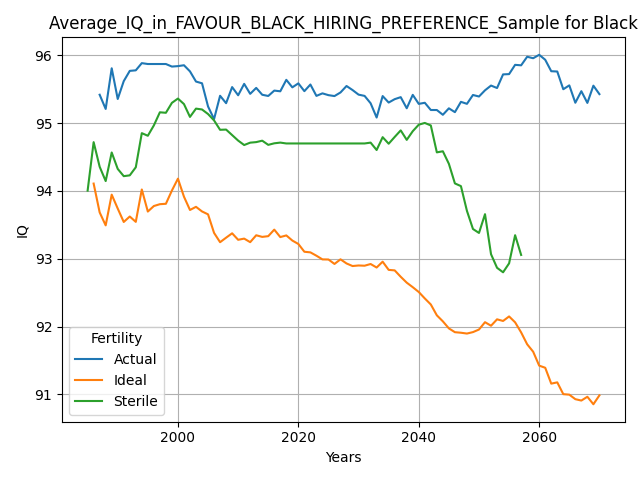 Average_IQ_in_FAVOUR_BLACK_HIRING_PREFERENCE_Sample for Black
IQ
96
95
94
93
92
91
Fertility
Actual
Ideal
Sterile
2000
2020
2040
2060
Years